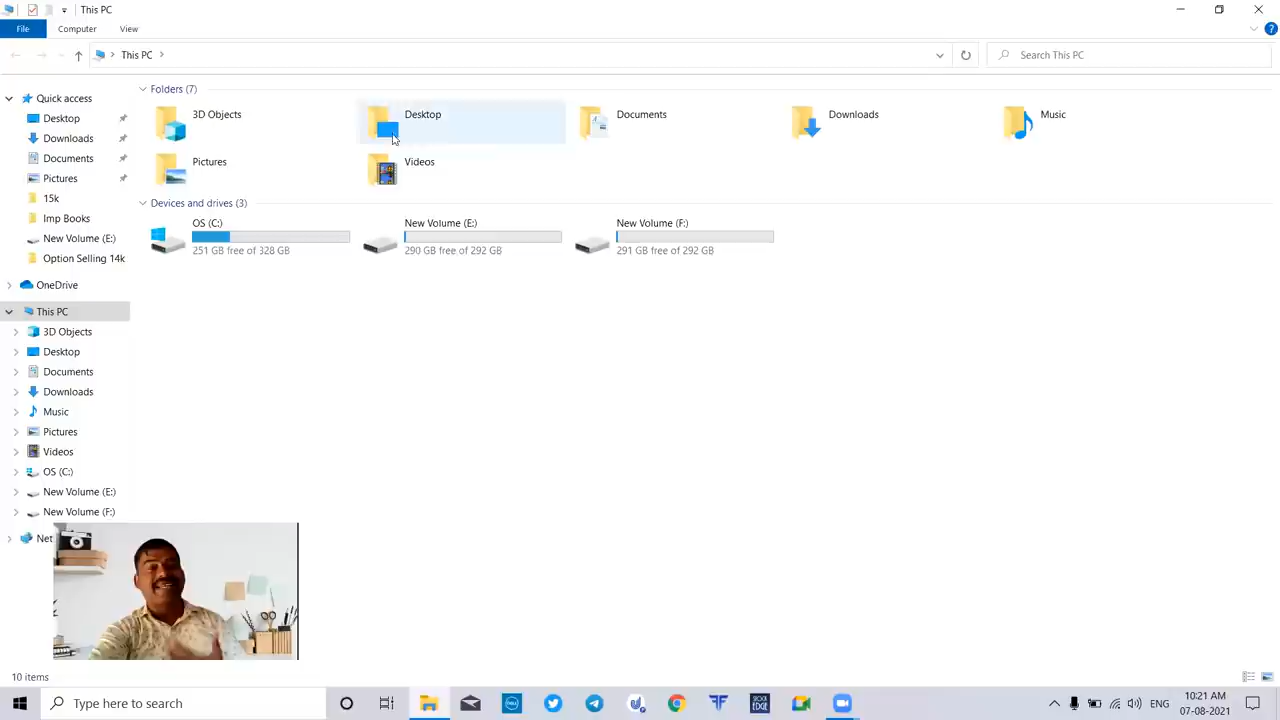 This PC
File
Computer
View
This PC
Search This PC
Quick access
Desktop
Downloads
Documents
Pictures
15k
Imp Books
New Volume (E:)
Option Selling 14k
OneDrive
This PC
3D Objects
Desktop
Documents
Downloads
Music
Pictures
Videos
OS (C:)
New Volume (E:)
New Volume (F:)
Net
Folders (7)
3D Objects
Desktop
Documents
Downloads
Music
Pictures
Videos
Devices and drives (3)
OS (C:)
251 GB free of 328 GB
New Volume (E:)
290 GB free of 292 GB
New Volume (F:)
291 GB free of 292 GB
10 items
Type here to search
DELL
STOCK
EDGE
ENG
10:21 AM
07-08-2021